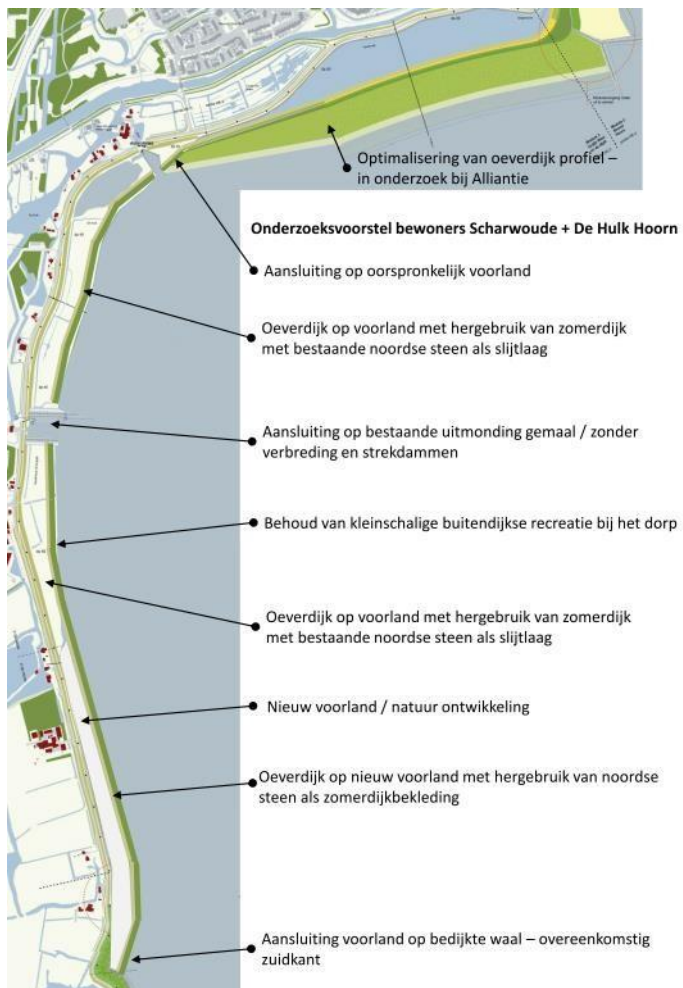 Optimalisering van oeverdijk profiel –
in onderzoek bij Alliantie
Onderzoeksvoorstel bewoners Scharwoude + De Hulk Hoorn
Aansluiting op oorspronkelijk voorland
Oeverdijk op voorland met hergebruik van zomerdijk
met bestaande noordse steen als slijtlaag
Aansluiting op bestaande uitmonding gemaal / zonder
verbreding en strekdammen
Behoud van kleinschalige buitendijkse recreatie bij het dorp
Oeverdijk op voorland met hergebruik van zomerdijk
met bestaande noordse steen als slijtlaag
Nieuw voorland / natuur ontwikkeling
Oeverdijk op nieuw voorland met hergebruik van noordse
steen als zomerdijkbekleding
Aansluiting voorland op bedijkte waal – overeenkomstig
zuidkant